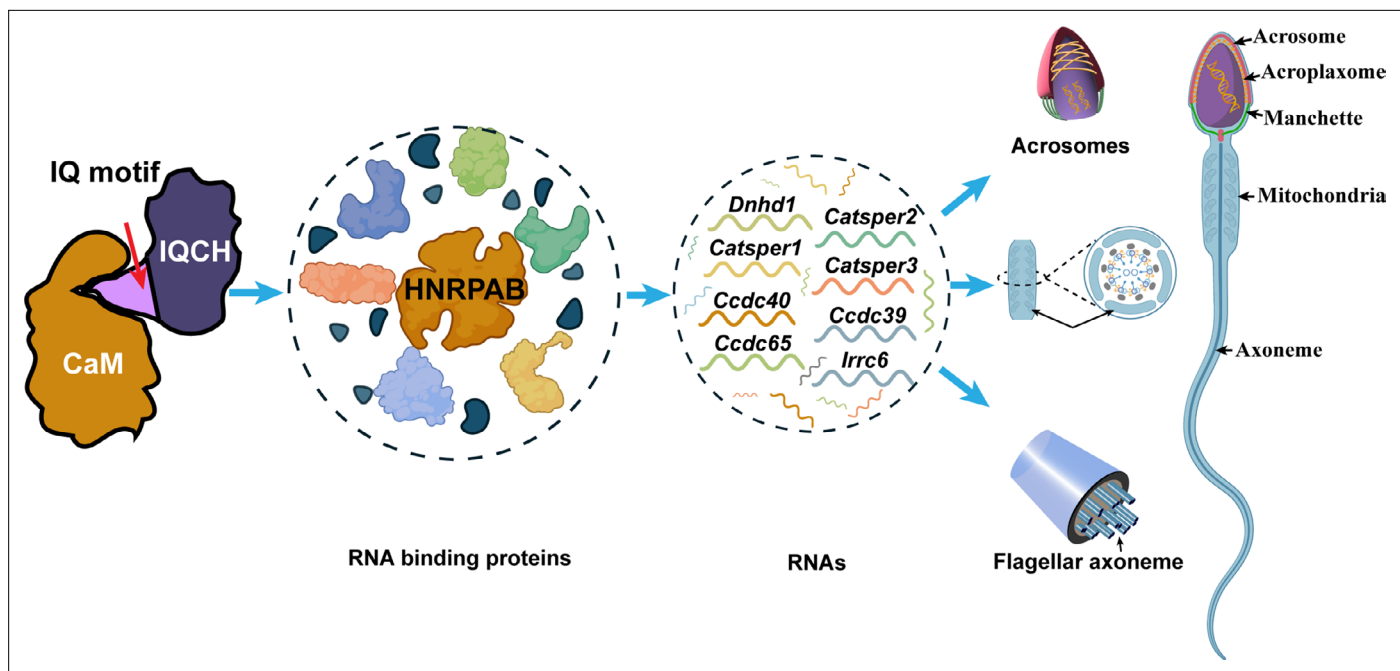 IQ motif
IQCH
CaM
HNRPAB
RNA binding proteins
Dnhd1
Catsper2
Catsper1
Catsper3
Ccdc40
Ccdc39
Ccdc65
lrrc6
RNAs
Acrosomes
Flagellar axoneme
Acrosome
Acroplaxome
Manchette
Mitochondria
Axoneme